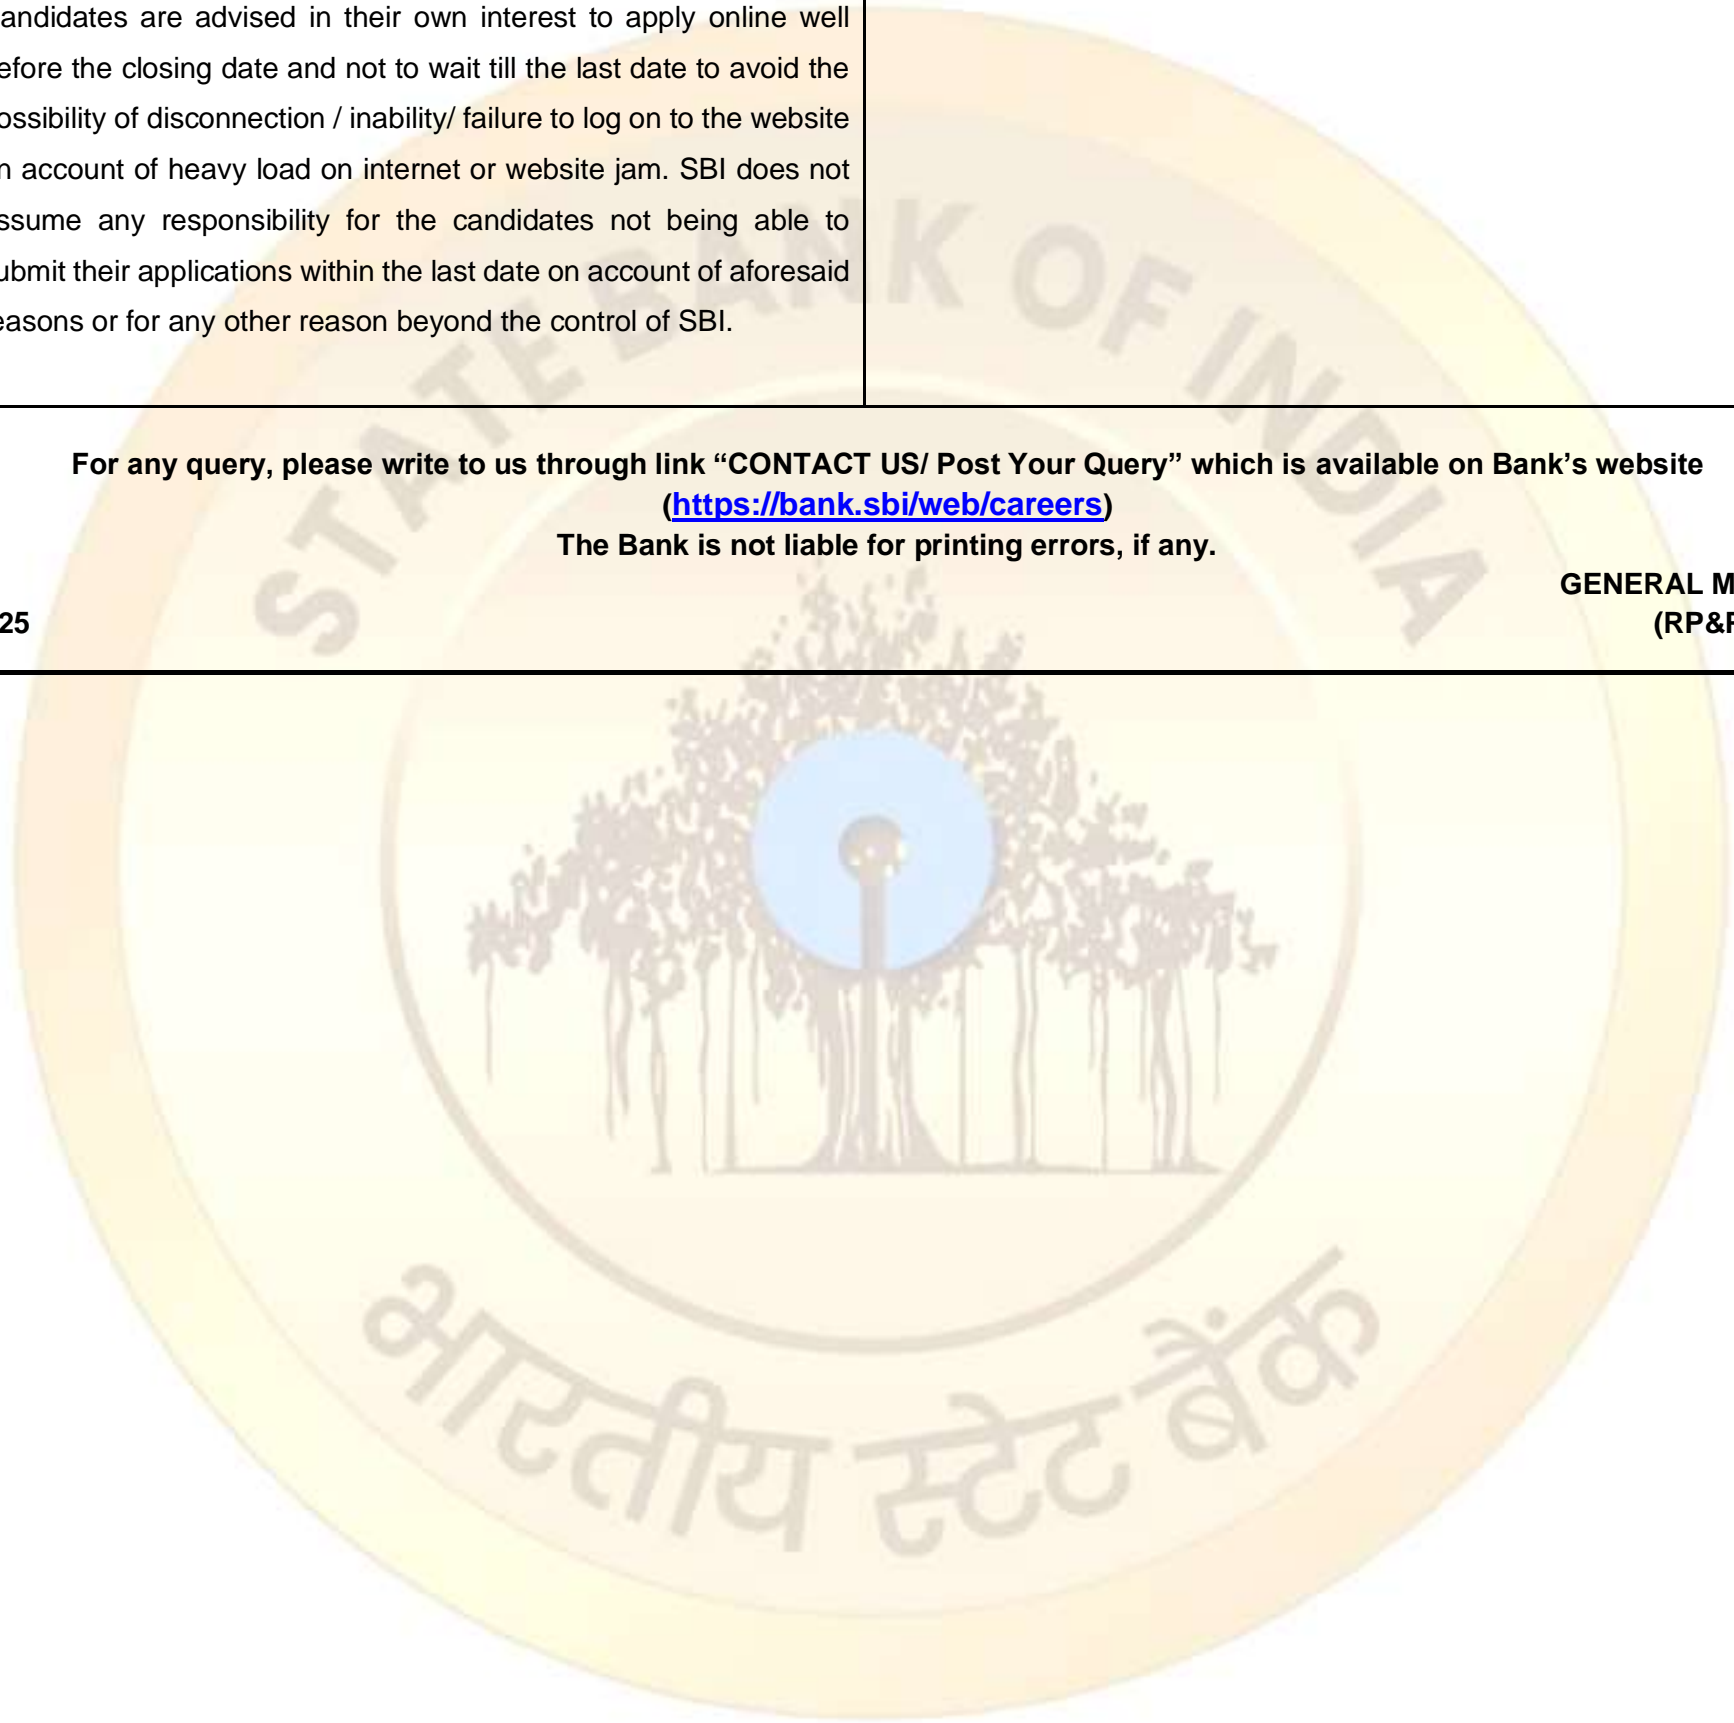 andidates are advised in their own interest to apply online well
efore the closing date and not to wait till the last date to avoid the
ossibility of disconnection / inability/ failure to log on to the website
n account of heavy load on internet or website jam. SBI does not
ssume any responsibility for the candidates not being able to
ubmit their applications within the last date on account of aforesaid
easons or for any other reason beyond the control of SBI.
For any query, please write to us through link “CONTACT US/ Post Your Query” which is available on Bank’s website
(https://bank.sbi/web/careers)
The Bank is not liable for printing errors, if any.
GENERAL M
25 (RP&
STATE BANK OF INDIA
भारतीय स्टेट बैंक